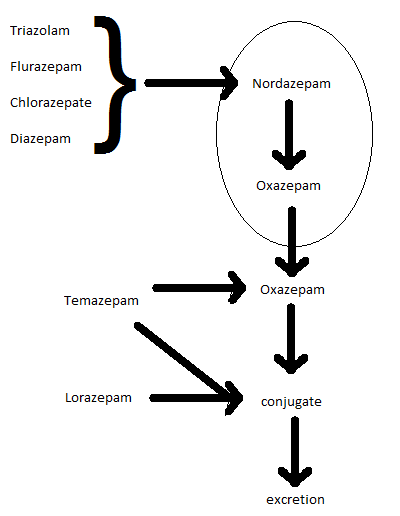 Triazolam
Flurazepam
Chlorazepate
Diazepam
Nordazepam
Oxazepam
Temazepam
Oxazepam
Lorazepam
conjugate
excretion